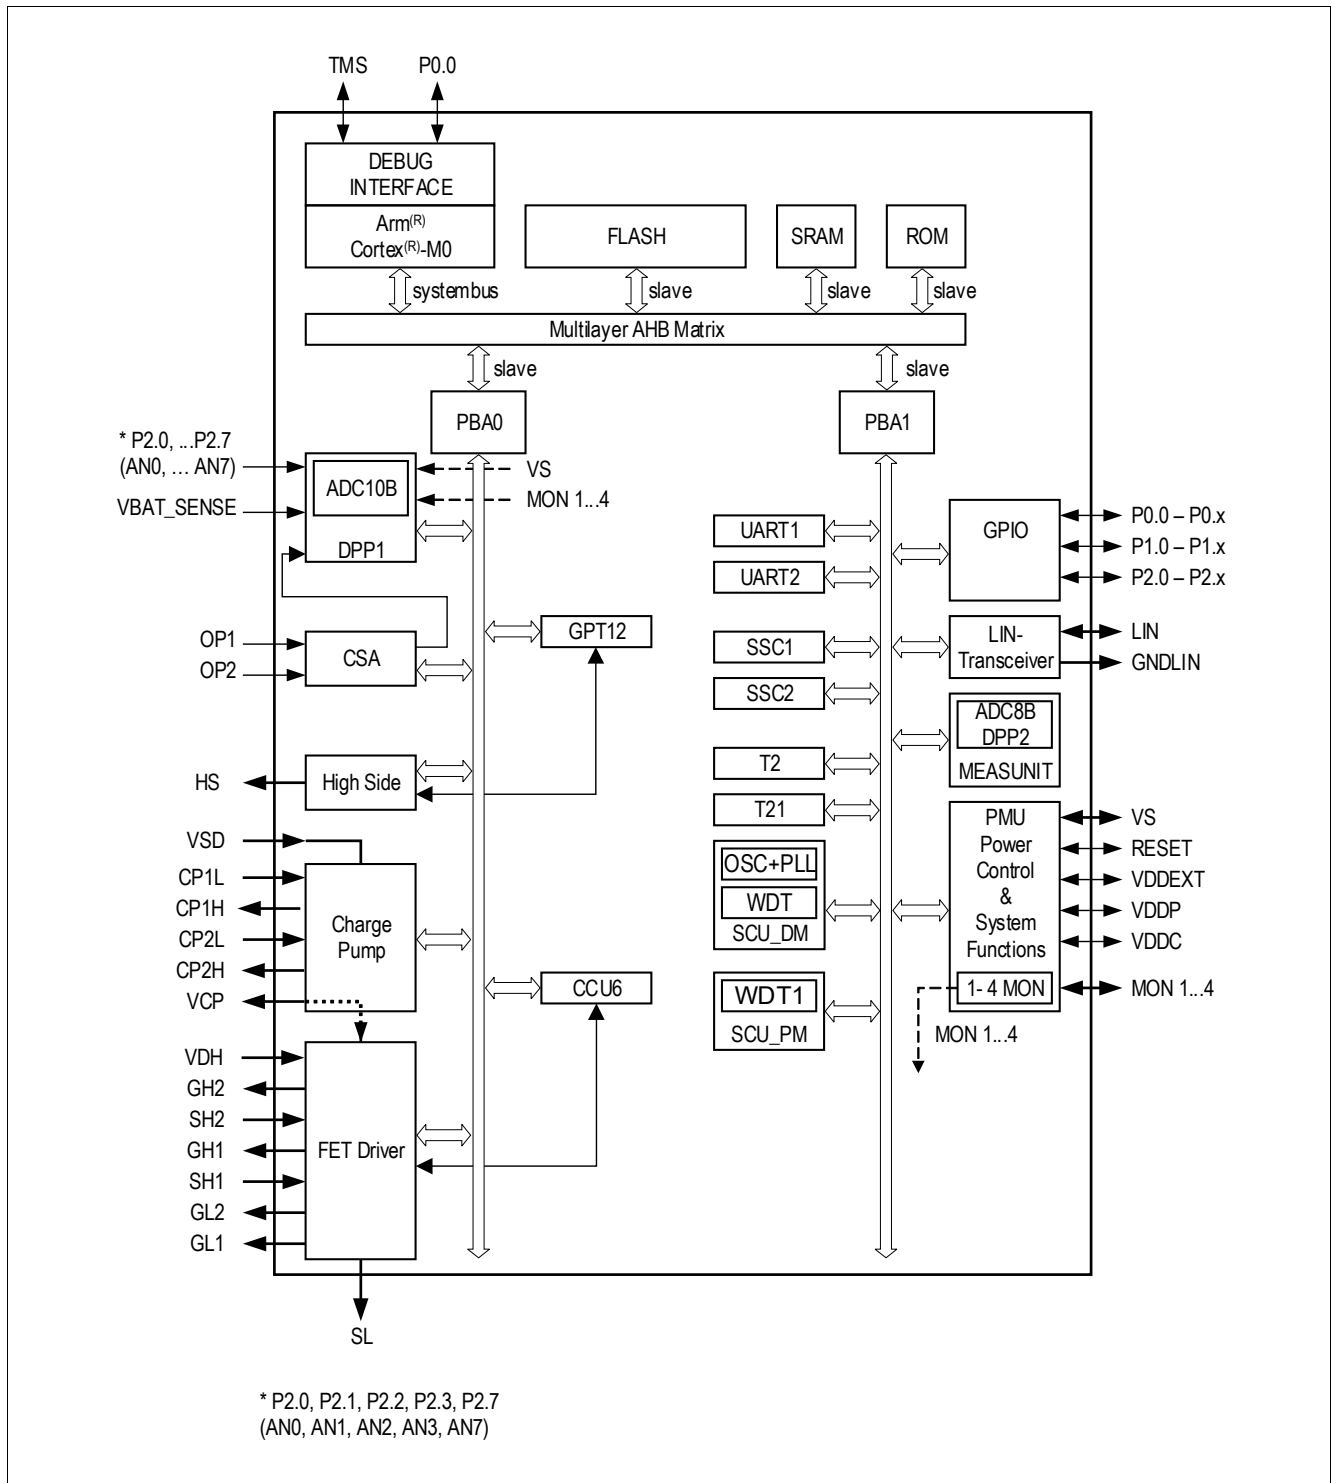 TMS P0.0
DEBUG
INTERFACE
Arm(R)
Cortex(R)-M0
FLASH
SRAM
ROM
systembus
slave
slave
slave
Multilayer AHB Matrix
slave
slave
PBA0
PBA1
* P2.0, ...P2.7
(AN0, ... AN7)
VBAT_SENSE
ADC10B
DPP1
VS
MON 1...4
OP1
OP2
CSA
GPT12
HS
High Side
VSD
CP1L
CP1H
CP2L
CP2H
VCP
Charge
Pump
CCU6
VDH
GH2
SH2
GH1
SH1
GL2
GL1
FET Driver
SL
UART1
UART2
SSC1
SSC2
T2
T21
OSC+PLL
WDT
SCU_DM
WDT1
SCU_PM
GPIO
P0.0 – P0.x
P1.0 – P1.x
P2.0 – P2.x
LIN-
Transceiver
LIN
GNDLIN
ADC8B
DPP2
MEASUNIT
PMU
Power
Control
&
System
Functions
1- 4 MON
VS
RESET
VDDEXT
VDDP
VDDC
MON 1...4
MON 1...4
* P2.0, P2.1, P2.2, P2.3, P2.7
(AN0, AN1, AN2, AN3, AN7)